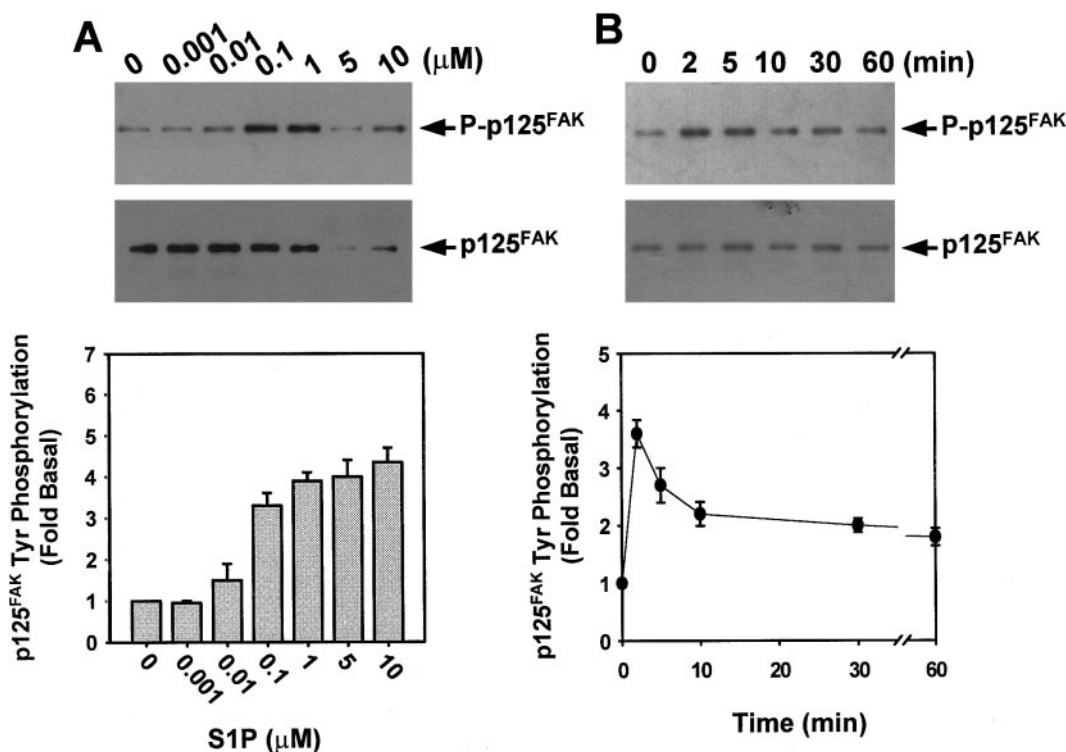 A
0 0.001 0.01 0.1 1 5 10 (μM)
P-p125FAK
p125FAK
p125FAK Tyr Phosphorylation
(Fold Basal)
7
6
5
4
3
2
1
0
0 0.001 0.01 0.1 1 5 10
S1P (μM)
B
0 2 5 10 30 60 (min)
P-p125FAK
p125FAK
p125FAK Tyr Phosphorylation
(Fold Basal)
5
4
3
2
1
0
0 10 30 60
Time (min)